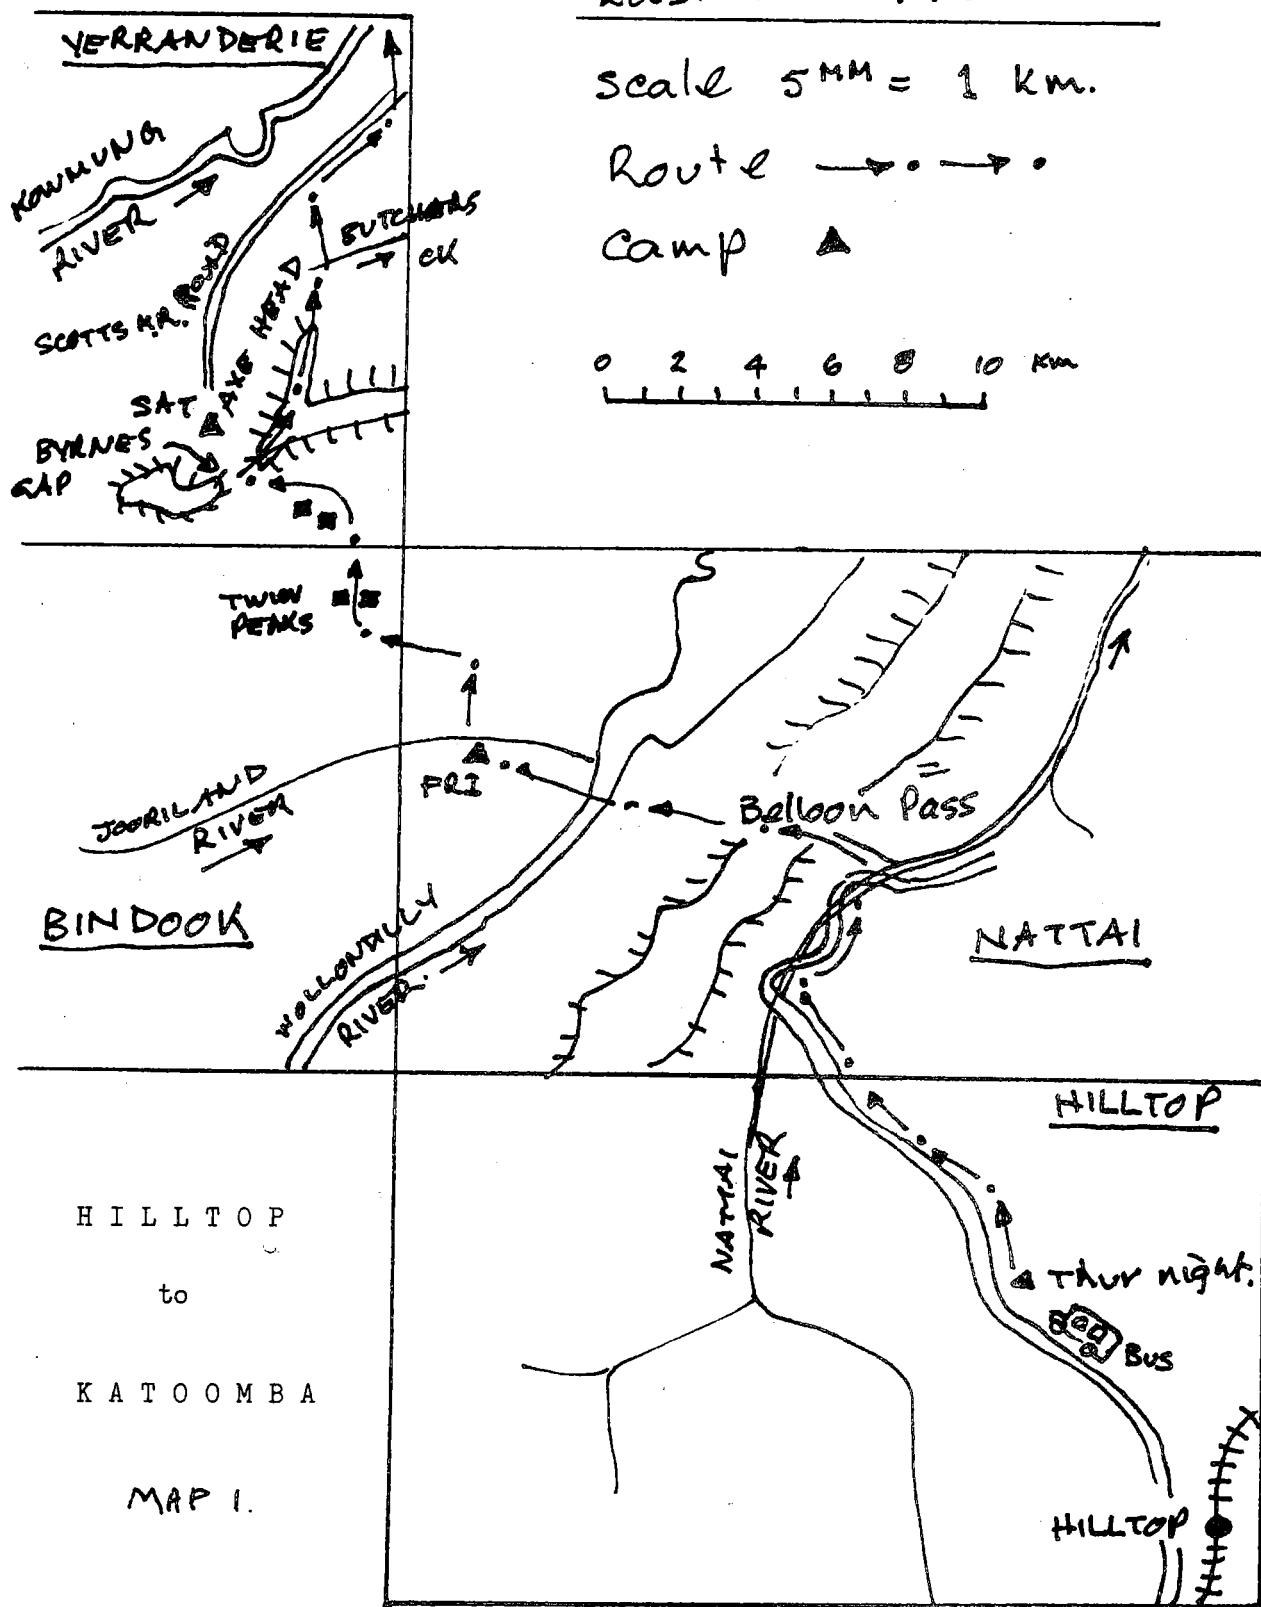 YERRANDERIE
scale 5MM = 1 Km.
Route
Camp
0 2 4 6 8 10 Km
KOWMUNG
RIVER
BUTCHERS
CK
SCOTTS M.R. ROAD
AXE HEAD
SAT
BYRNES
GAP
TWIN
PEAKS
FRI
JOORILAND
RIVER
Belloon Pass
BINDOOK
WOLLONDILLY
RIVER
NATTAI
HILLTOP
NATTAI
RIVER
Thur night.
BUS
HILLTOP
HILLTOP
to
KATOOMBA
MAP 1.